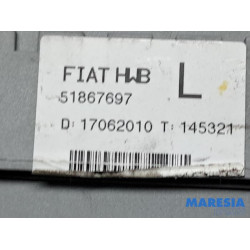 FIAT HWB L
51867697
D: 17062010 T: 145321
MARESIA